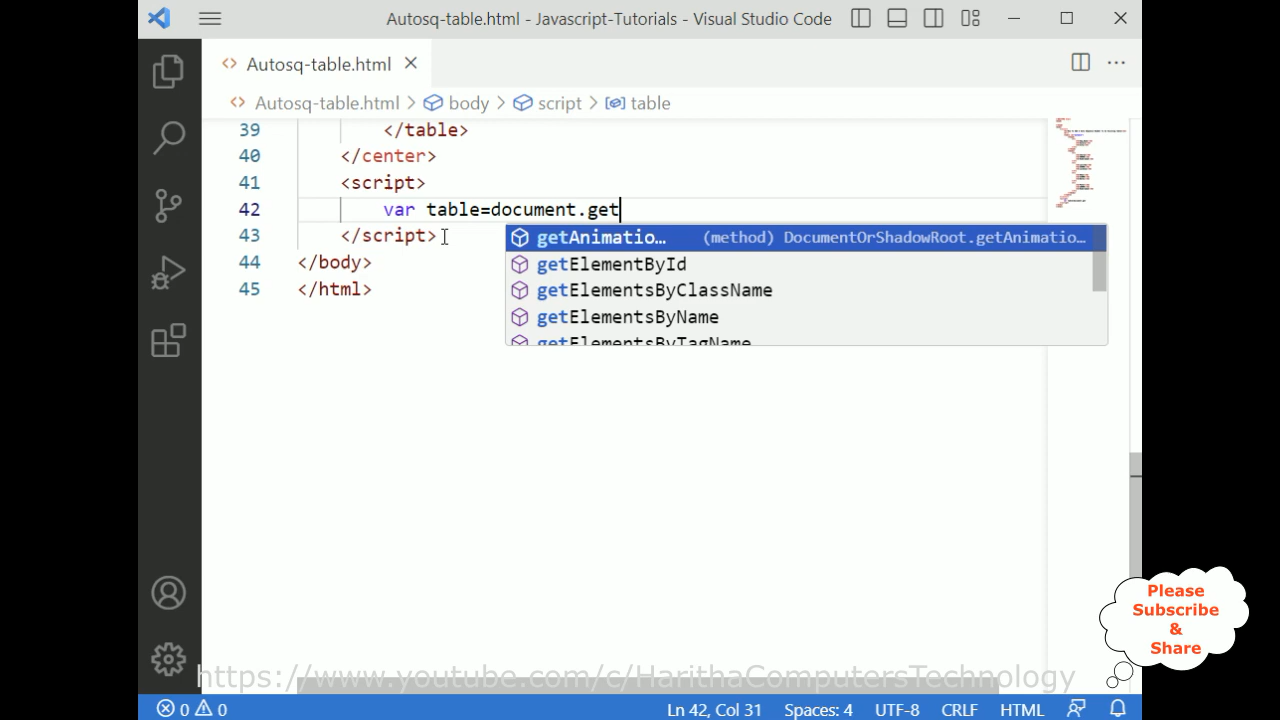 Autosq-table.html - Javascript-Tutorials - Visual Studio Code
Autosq-table.html
Autosq-table.html > body > script > table
39 </table>
40 </center>
41 <script>
42 var table=document.get
43 </script>
44 </body>
45 </html>
getAnimatio... (method) DocumentOrShadowRoot.getAnimatio...
getElementById
getElementsByClassName
getElementsByName
getElementsByTagName
Please
Subscribe
&
Share
https://www.youtube.com/c/HarithaComputersTechnology
0 0 Ln 42, Col 31 Spaces: 4 UTF-8 CRLF HTML